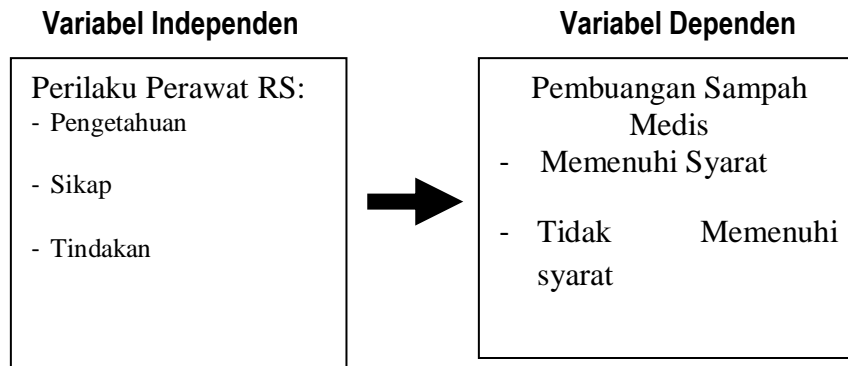 Variabel Independen
Perilaku Perawat RS:
- Pengetahuan
- Sikap
- Tindakan
Variabel Dependen
Pembuangan Sampah
Medis
- Memenuhi Syarat
- Tidak Memenuhi
syarat